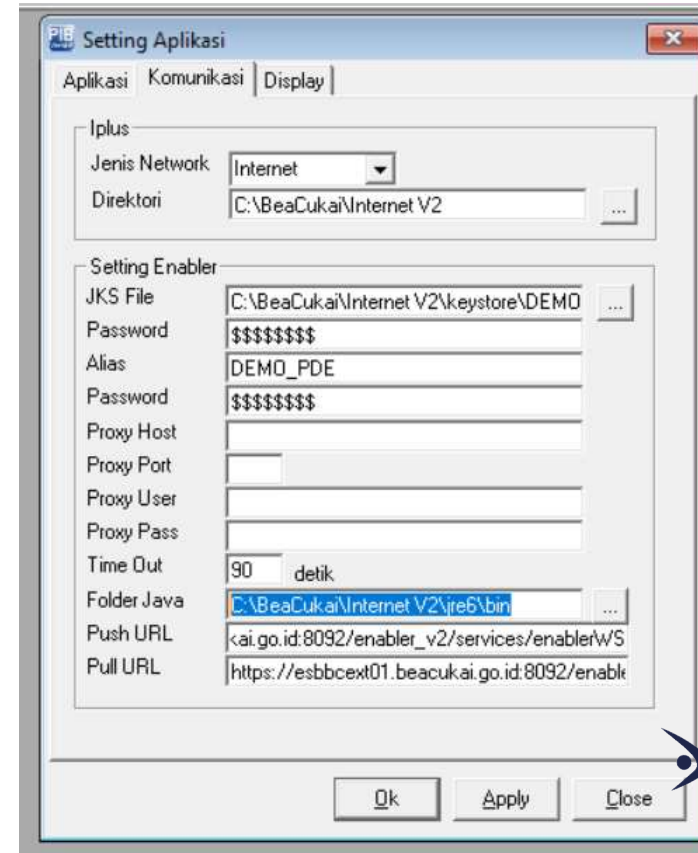 Setting Aplikasi
Aplikasi Komunikasi Display
Iplus
Jenis Network Internet
Direktori C:\BeaCukai\Internet V2 ...
Setting Enabler
JKS File C:\BeaCukai\Internet V2\keystore\DEMO ...
Password $$$$$$$$
Alias DEMO_PDE
Password $$$$$$$$
Proxy Host
Proxy Port
Proxy User
Proxy Pass
Time Out 90 detik
Folder Java C:\BeaCukai\Internet V2\jre6\bin ...
Push URL <ai.go.id:8092/enabler_v2/services/enablerWS
Pull URL https://esbbcext01.beacukai.go.id:8092/enable
Ok Apply Close